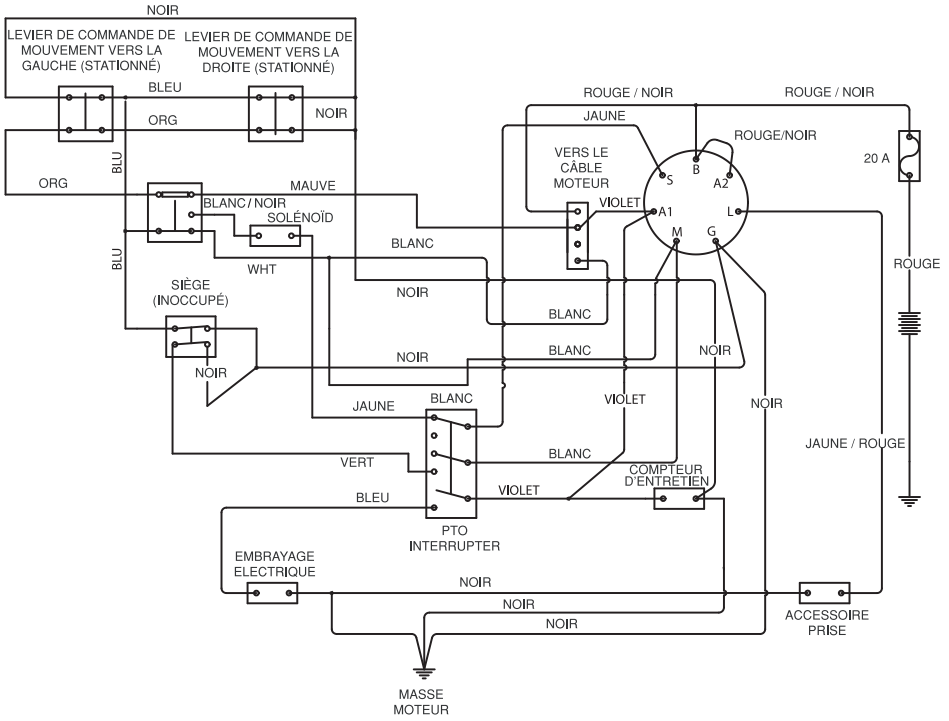 NOIR
LEVIER DE COMMANDE DE
MOUVEMENT VERS LA
GAUCHE (STATIONNÉ)
LEVIER DE COMMANDE DE
MOUVEMENT VERS LA
DROITE (STATIONNÉ)
BLEU
NOIR
ORG
BLU
ORG
MAUVE
BLANC / NOIR
SOLÉNOÏD
BLANC
WHT
BLU
ROUGE / NOIR
ROUGE / NOIR
JAUNE
ROUGE/NOIR
VERS LE
CÂBLE
MOTEUR
VIOLET
B
S
A2
A1
L
M
G
20 A
ROUGE
SIÈGE
(INOCCUPÉ)
NOIR
BLANC
NOIR
NOIR
BLANC
NOIR
VIOLET
NOIR
JAUNE
BLANC
JAUNE / ROUGE
VERT
BLANC
COMPTEUR
D'ENTRETIEN
BLEU
VIOLET
PTO
INTERRUPTER
EMBRAYAGE
ELECTRIQUE
NOIR
NOIR
NOIR
ACCESSOIRE
PRISE
MASSE
MOTEUR